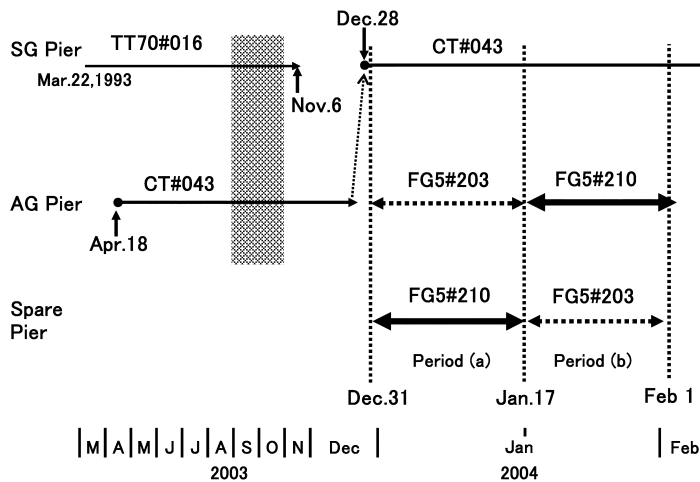 Dec.28
SG Pier TT70#016 CT#043
Mar.22,1993
Nov.6
CT#043 FG5#203 FG5#210
AG Pier
Apr.18
FG5#210 FG5#203
Spare
Pier
Period (a) Period (b)
Dec.31 Jan.17 Feb 1
M A M J J A S O N Dec Jan Feb
2003 2004